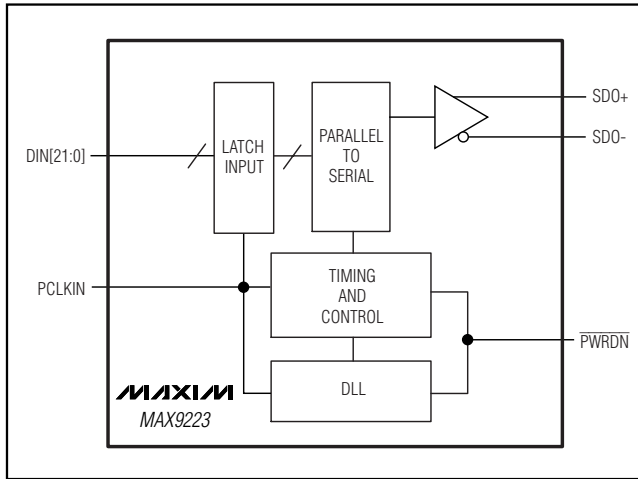 DIN[21:0]
LATCH
INPUT
PARALLEL
TO
SERIAL
SDO+
SDO-
PCLKIN
TIMING
AND
CONTROL
PWRDN
DLL
MAXIM
MAX9223